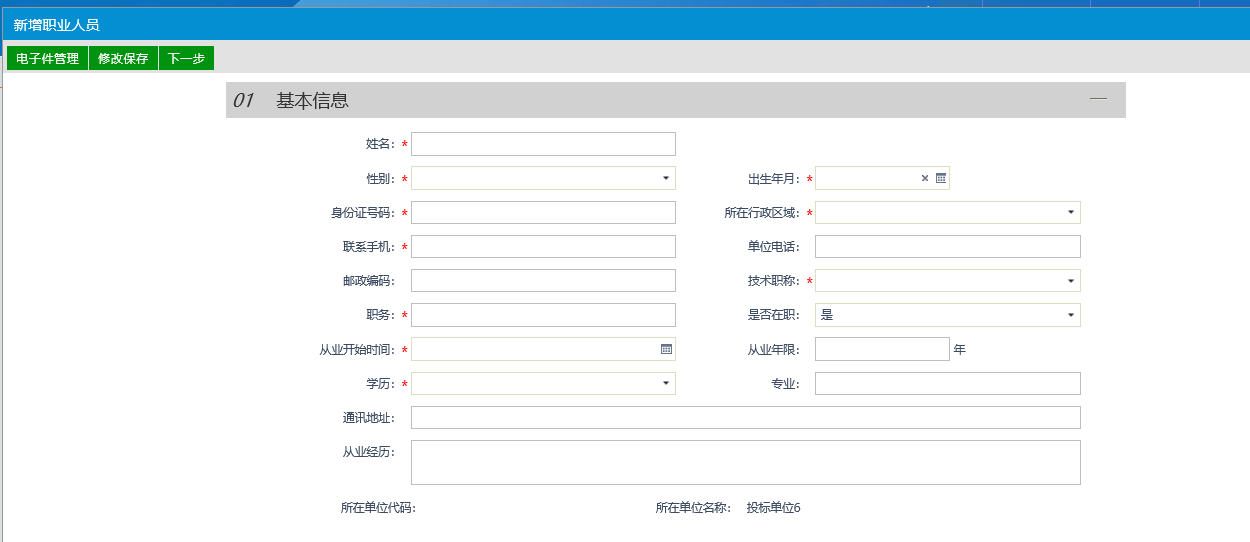 新增职业人员
电子件管理 修改保存 下一步
01 基本信息
姓名: *
性别: * 出生年月: *
身份证号码: * 所在行政区域: *
联系手机: * 单位电话:
邮政编码: 技术职称: *
职务: * 是否在职: 是
从业开始时间: * 从业年限: 年
学历: * 专业:
通讯地址:
从业经历:
所在单位代码: 所在单位名称: 投标单位6